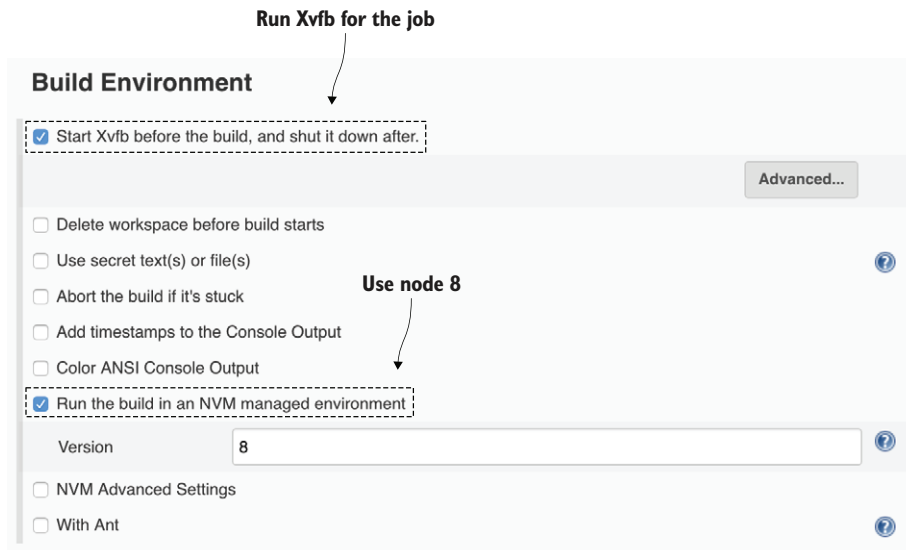 Run Xvfb for the job
Build Environment
Start Xvfb before the build, and shut it down after.
Advanced...
Delete workspace before build starts
Use secret text(s) or file(s)
?
Abort the build if it's stuck
Use node 8
Add timestamps to the Console Output
Color ANSI Console Output
Run the build in an NVM managed environment
Version
8
?
NVM Advanced Settings
With Ant
?